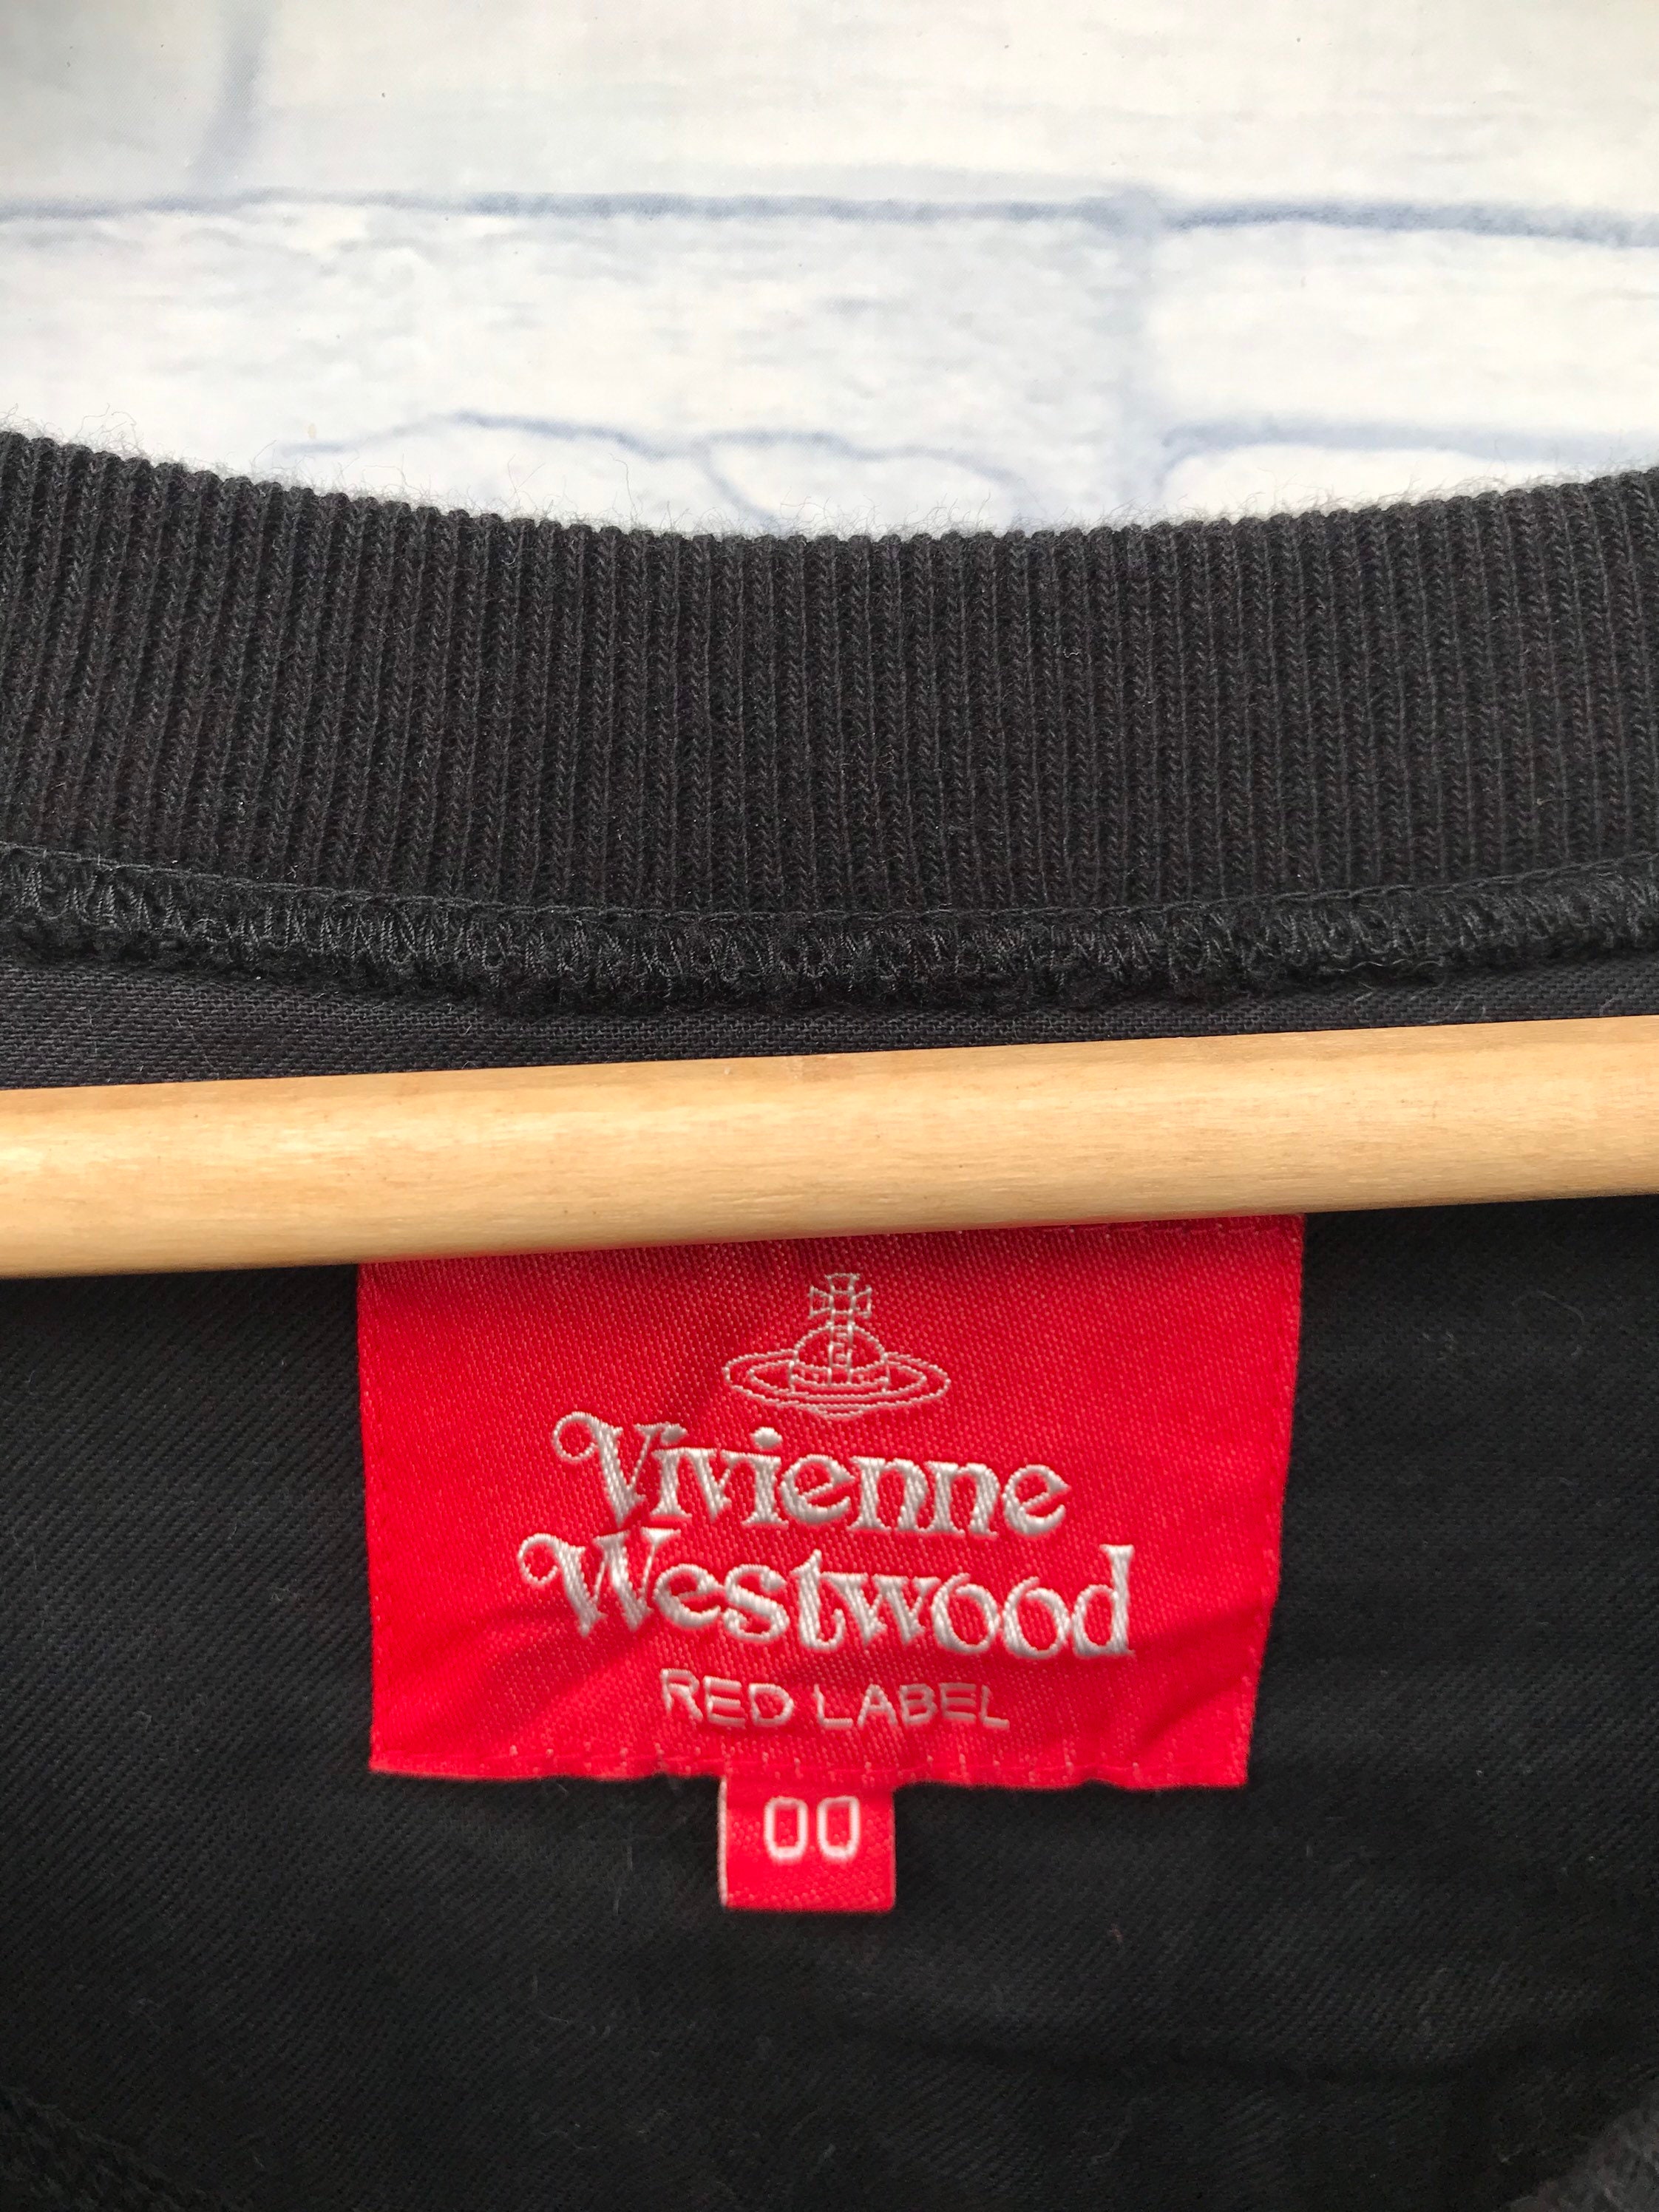 Vivienne
Westwood
RED LABEL
00